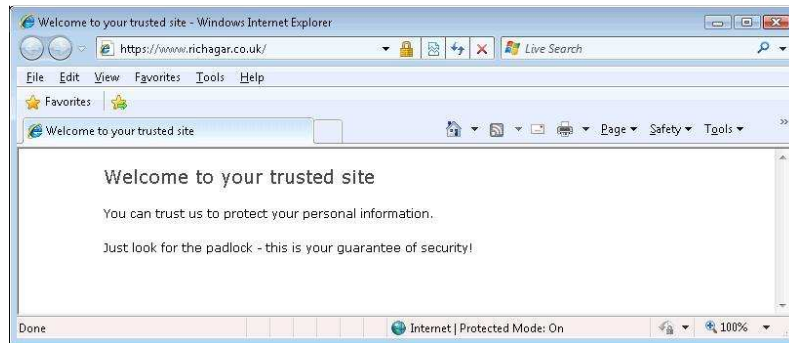 Welcome to your trusted site - Windows Internet Explorer
https://www.richagar.co.uk/ Live Search
File Edit View Favorites Tools Help
Favorites
Welcome to your trusted site Page Safety Tools
Welcome to your trusted site
You can trust us to protect your personal information.
Just look for the padlock - this is your guarantee of security!
Done Internet | Protected Mode: On 100%